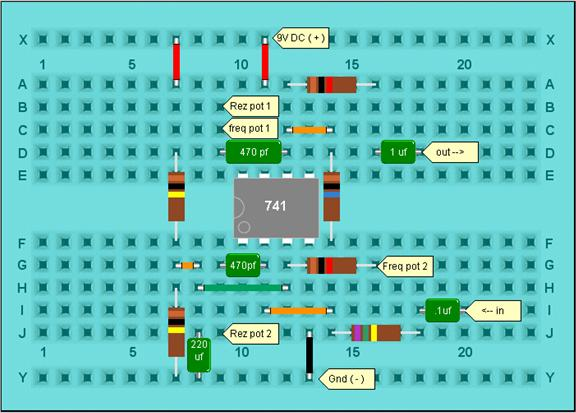 9V DC ( + )
X X
1 5 10 15 20
A A
B Rez pot 1 B
C freq pot 1 C
D 470 pf 1 uf out--> D
E E
741
F F
G 470pf Freq pot 2 G
H H
I .1uf <-- in I
J 220 uf Rez pot 2 J
1 5 10 15 20
Y Gnd ( - ) Y